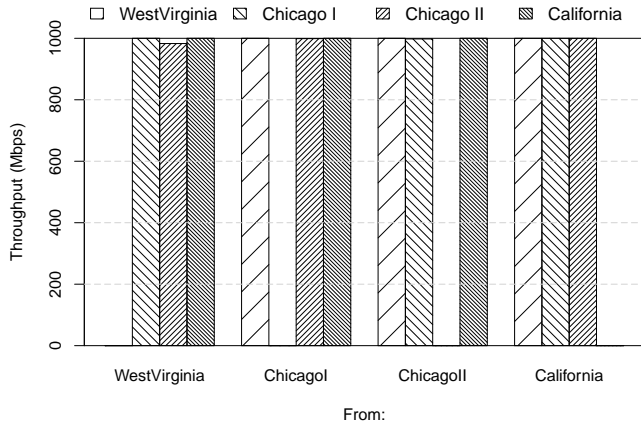 WestVirginia Chicago I Chicago II California
Throughput (Mbps)
1000
800
600
400
200
0
WestVirginia ChicagoI ChicagoII California
From: